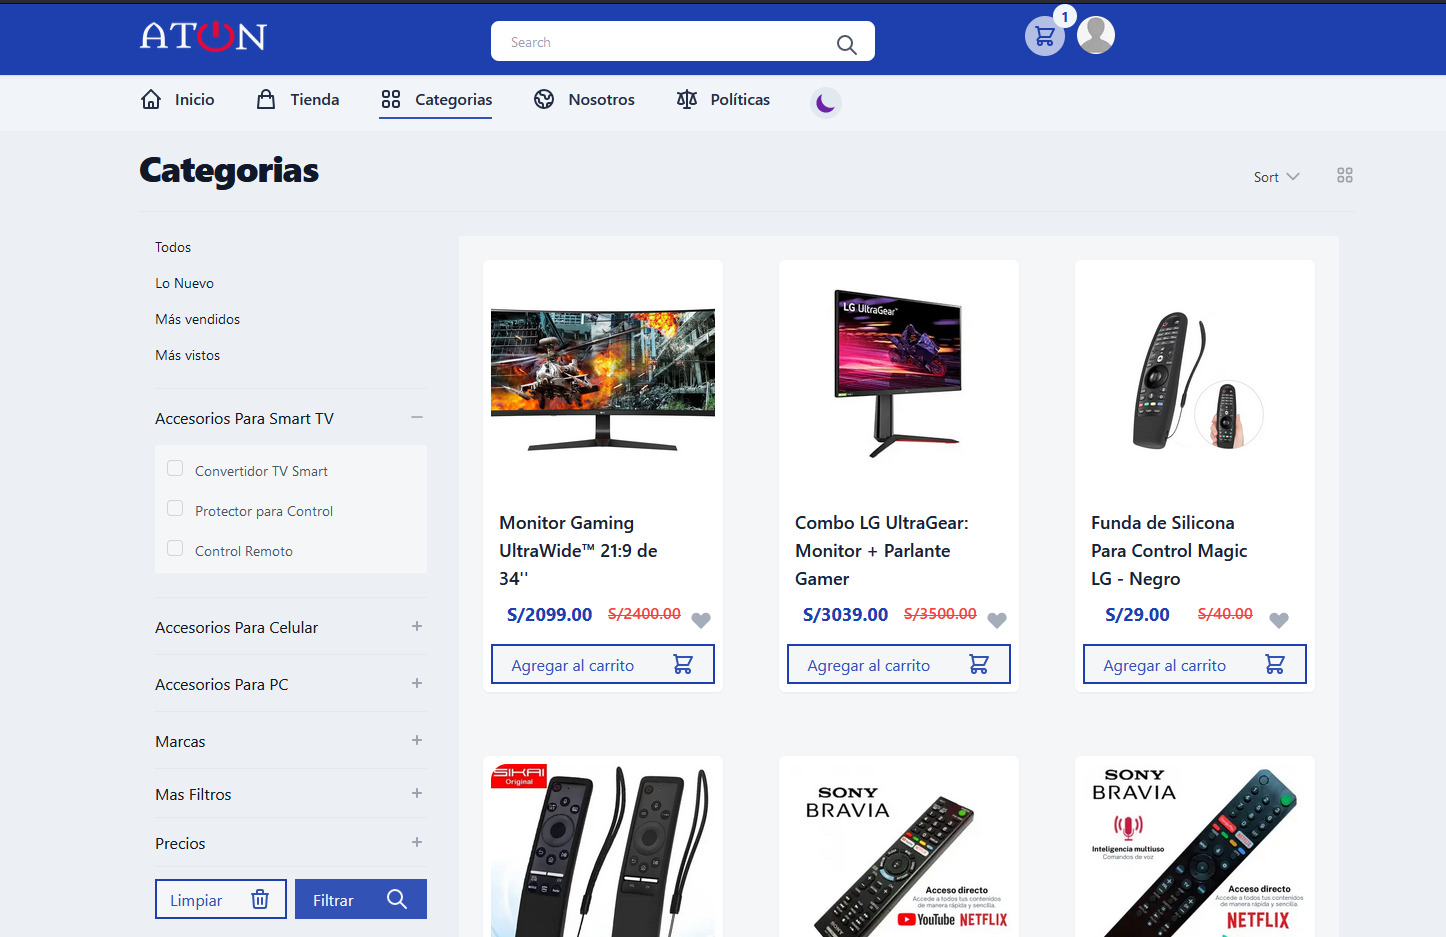 ATON
Search
1
Inicio
Tienda
Categorias
Nosotros
Políticas
Categorias
Sort
Todos
Lo Nuevo
Más vendidos
Más vistos
Accesorios Para Smart TV
Convertidor TV Smart
Protector para Control
Control Remoto
Accesorios Para Celular
Accesorios Para PC
Marcas
Mas Filtros
Precios
Limpiar
Filtrar
Monitor Gaming
UltraWide™ 21:9 de
34''
S/2099.00 S/2400.00
Agregar al carrito
LG UltraGear™
Combo LG UltraGear:
Monitor + Parlante
Gamer
S/3039.00 S/3500.00
Agregar al carrito
Funda de Silicona
Para Control Magic
LG - Negro
S/29.00 S/40.00
Agregar al carrito
SIKAI
Original
SONY
BRAVIA
Acceso directo
Accede a todos tus contenidos
de manera rápida y sencilla.
YouTube NETFLIX
SONY
BRAVIA
Inteligencia multiuso
Comandos de voz
Acceso directo
Accede a todos tus contenidos
de manera rápida y sencilla.
NETFLIX